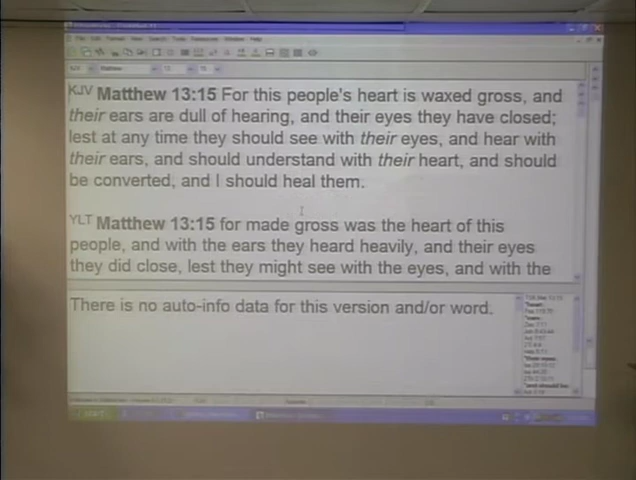 KJV Matthew 13:15 For this people's heart is waxed gross, and
their ears are dull of hearing, and their eyes they have closed;
lest at any time they should see with their eyes, and hear with
their ears, and should understand with their heart, and should
be converted, and I should heal them.
YLT Matthew 13:15 for made gross was the heart of this
people, and with the ears they heard heavily, and their eyes
they did close, lest they might see with the eyes, and with the
There is no auto-info data for this version and/or word.